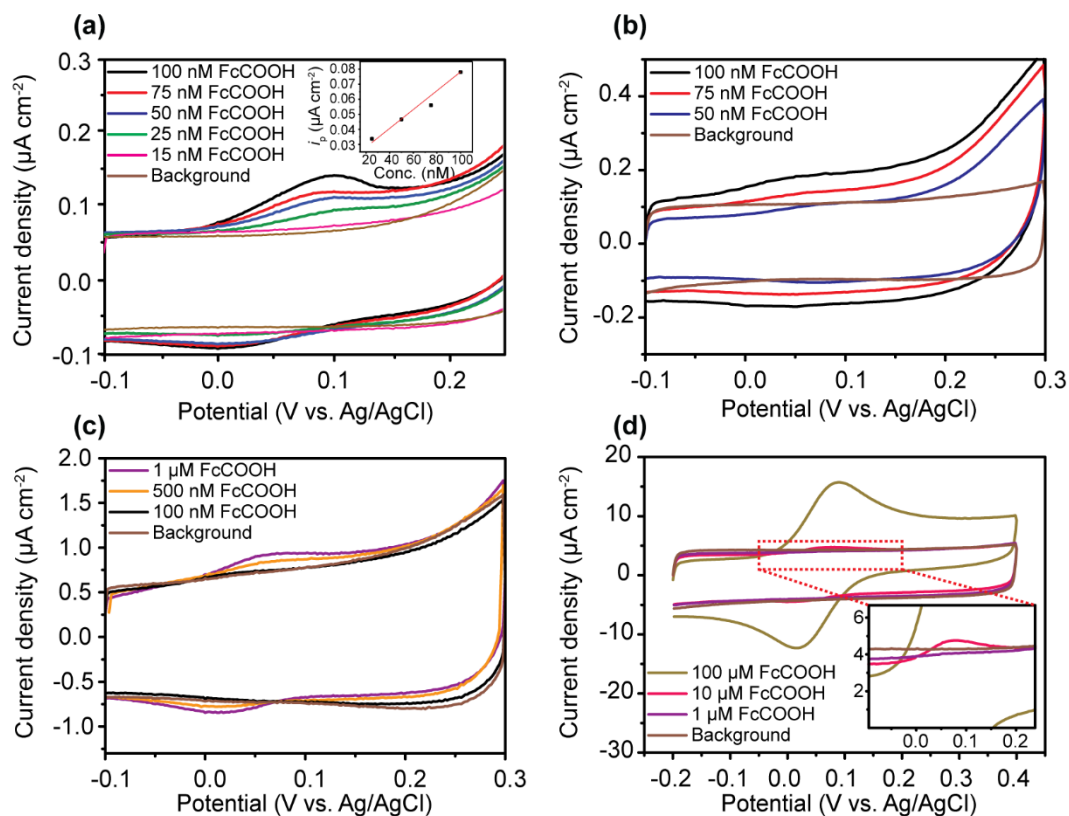 (a)
100 nM FcCOOH
75 nM FcCOOH
50 nM FcCOOH
25 nM FcCOOH
15 nM FcCOOH
Background
0.3
0.2
0.1
0.0
-0.1
Current density (µA cm⁻²)
-0.1
0.0
0.1
0.2
Potential (V vs. Ag/AgCl)
0.08
0.07
0.06
0.05
0.04
0.03
iₚ (µA cm⁻²)
20
40
60
80
100
Conc. (nM)
(b)
100 nM FcCOOH
75 nM FcCOOH
50 nM FcCOOH
Background
0.4
0.2
0.0
-0.2
Current density (µA cm⁻²)
-0.1
0.0
0.1
0.2
0.3
Potential (V vs. Ag/AgCl)
(c)
1 µM FcCOOH
500 nM FcCOOH
100 nM FcCOOH
Background
2.0
1.5
1.0
0.5
0.0
-0.5
-1.0
Current density (µA cm⁻²)
-0.1
0.0
0.1
0.2
0.3
Potential (V vs. Ag/AgCl)
(d)
20
10
0
-10
-20
-30
Current density (µA cm⁻²)
100 µM FcCOOH
10 µM FcCOOH
1 µM FcCOOH
Background
6
4
2
0.0
0.1
0.2
-0.2
-0.1
0.0
0.1
0.2
0.3
0.4
Potential (V vs. Ag/AgCl)